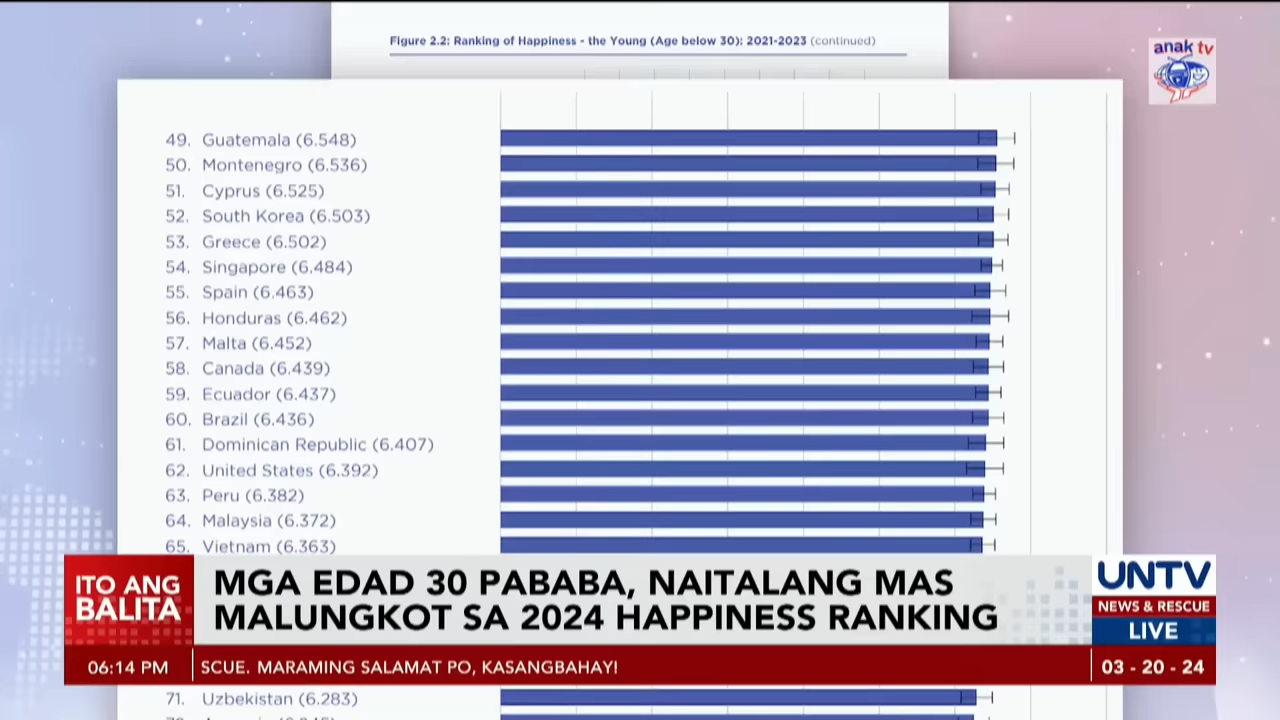 Figure 2.2: Ranking of Happiness - the Young (Age below 30): 2021-2023 (continued)
anak tv
49. Guatemala (6.548)
50. Montenegro (6.536)
51. Cyprus (6.525)
52. South Korea (6.503)
53. Greece (6.502)
54. Singapore (6.484)
55. Spain (6.463)
56. Honduras (6.462)
57. Malta (6.452)
58. Canada (6.439)
59. Ecuador (6.437)
60. Brazil (6.436)
61. Dominican Republic (6.407)
62. United States (6.392)
63. Peru (6.382)
64. Malaysia (6.372)
65. Vietnam (6.363)
ITO ANG
BALITA
MGA EDAD 30 PABABA, NAITALANG MAS
MALUNGKOT SA 2024 HAPPINESS RANKING
UNTV
NEWS & RESCUE
LIVE
06:14 PM
SCUE. MARAMING SALAMAT PO, KASANGBAHAY!
03 - 20 - 24
71. Uzbekistan (6.283)